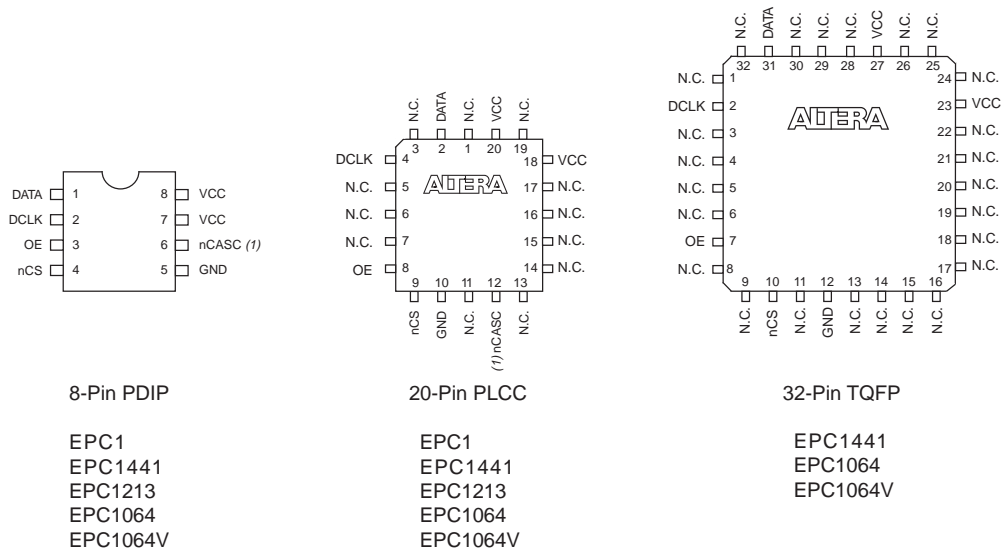 DATA 1
DCLK 2
OE 3
nCS 4
8 VCC
7 VCC
6 nCASC (1)
5 GND
8-Pin PDIP
EPC1
EPC1441
EPC1213
EPC1064
EPC1064V
N.C. DATA N.C. VCC N.C.
3 2 1 20 19
DCLK 4
N.C. 5
N.C. 6
N.C. 7
OE 8
ALTERA
18 VCC
17 N.C.
16 N.C.
15 N.C.
14 N.C.
9 10 11 12 13
nCS GND N.C. (1) nCASC N.C.
20-Pin PLCC
EPC1
EPC1441
EPC1213
EPC1064
EPC1064V
N.C. DATA N.C. N.C. N.C. VCC N.C. N.C.
32 31 30 29 28 27 26 25
N.C. 1
DCLK 2
N.C. 3
N.C. 4
N.C. 5
N.C. 6
OE 7
N.C. 8
ALTERA
24 N.C.
23 VCC
22 N.C.
21 N.C.
20 N.C.
19 N.C.
18 N.C.
17 N.C.
9 10 11 12 13 14 15 16
N.C. nCS N.C. GND N.C. N.C. N.C. N.C.
32-Pin TQFP
EPC1441
EPC1064
EPC1064V